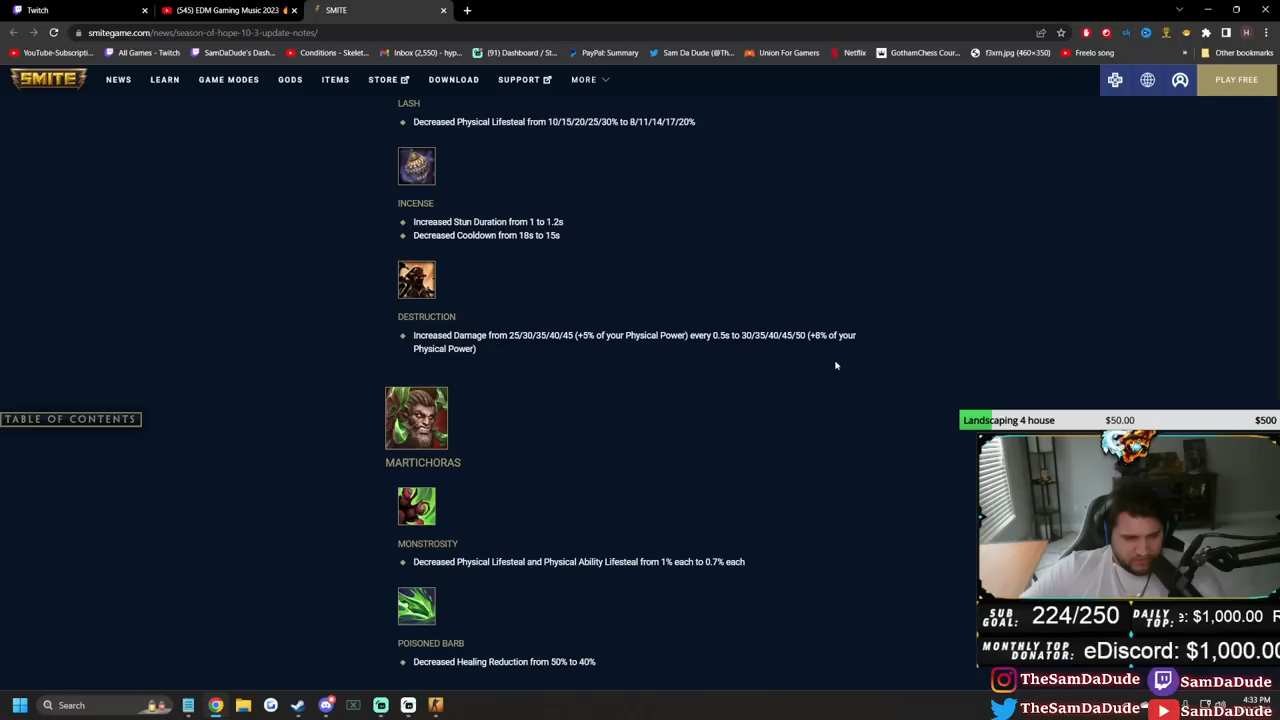 Twitch
(545) EDM Gaming Music 2023
SMITE
smitegame.com/news/season-of-hope-10-3-update-notes/
YouTube-Subscripti...
All Games - Twitch
SamDaDude's Dash...
Conditions - Skelet...
Inbox (2,550) - hyp...
(91) Dashboard / St...
PayPal: Summary
Sam Da Dude (@Th...
Union For Gamers
Netflix
GothamChess Cour...
f3xrn,jpg (460×350)
Freelo song
Other bookmarks
SMITE
NEWS
LEARN
GAME MODES
GODS
ITEMS
STORE
DOWNLOAD
SUPPORT
MORE
PLAY FREE
LASH
Decreased Physical Lifesteal from 10/15/20/25/30% to 8/11/14/17/20%
INCENSE
Increased Stun Duration from 1 to 1.2s
Decreased Cooldown from 18s to 15s
DESTRUCTION
Increased Damage from 25/30/35/40/45 (+5% of your Physical Power) every 0.5s to 30/35/40/45/50 (+8% of your
Physical Power)
TABLE OF CONTENTS
Landscaping 4 house $50.00 $500
MARTICHORAS
MONSTROSITY
Decreased Physical Lifesteal and Physical Ability Lifesteal from 1% each to 0.7% each
POISONED BARB
Decreased Healing Reduction from 50% to 40%
SUB GOAL: 224/250
DAILY TOP: e: $1,000.00 R
MONTHLY TOP DONATOR: eDiscord: $1,000.00
TheSamDaDude SamDaDude
TheSamDaDude SamDaDude
Search
4:33 PM